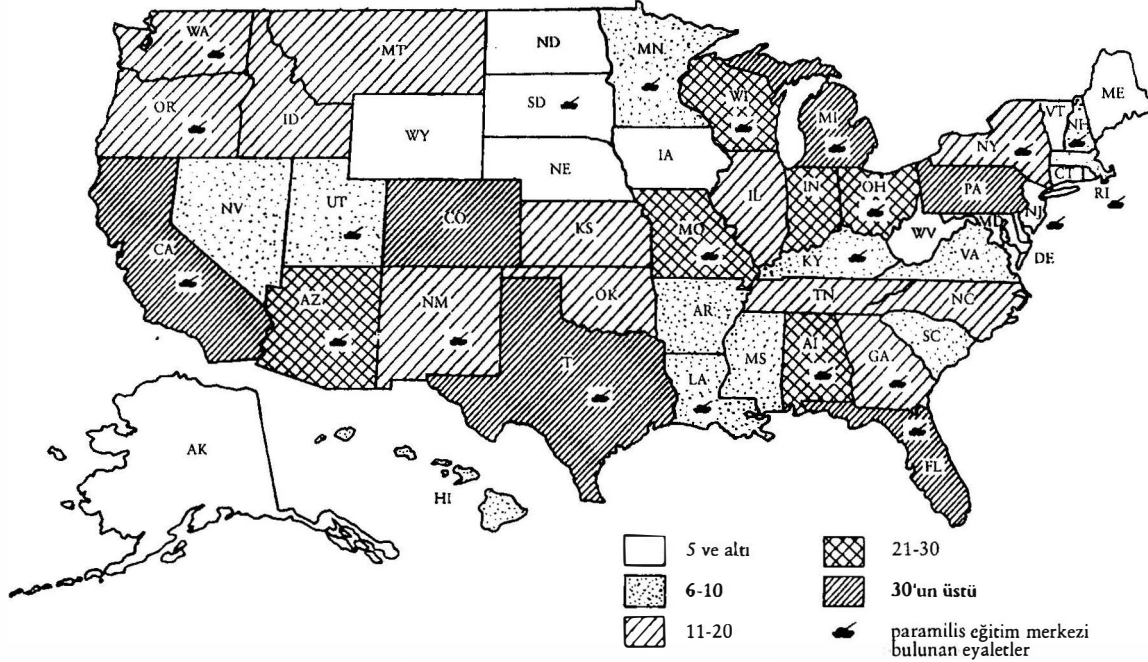 WA
MT
ND
MN
ME
OR
ID
SD
WI
MI
VT
NH
NY
WY
IA
NE
PA
CT
RI
NJ
NV
UT
CO
IL
IN
OH
MD
WV
DE
CA
KS
MO
KY
VA
AZ
NM
OK
TN
NC
AR
SC
MS
AI
GA
T
LA
FL
AK
HI
5 ve altı
6-10
11-20
21-30
30'un üstü
paramilis eğitim merkezi
bulunan eyaletler